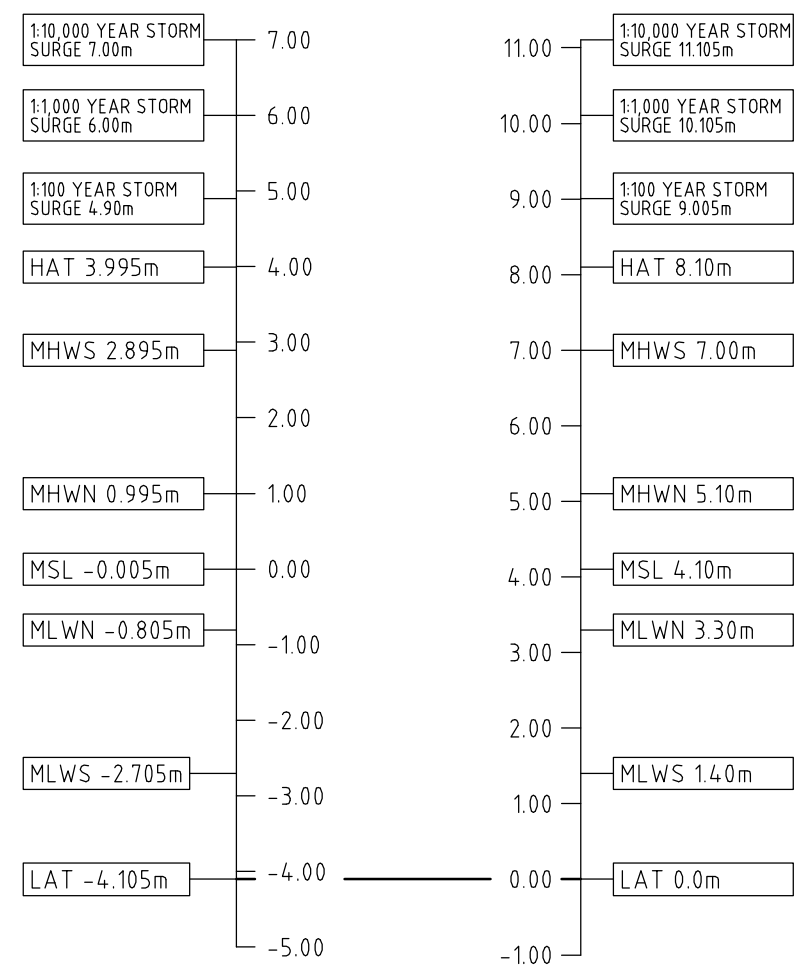 1:10,000 YEAR STORM
SURGE 7.00m
1:1,000 YEAR STORM
SURGE 6.00m
1:100 YEAR STORM
SURGE 4.90m
HAT 3.995m
MHWS 2.895m
MHWN 0.995m
MSL -0.005m
MLWN -0.805m
MLWS -2.705m
LAT -4.105m
7.00
6.00
5.00
4.00
3.00
2.00
1.00
0.00
-1.00
-2.00
-3.00
-4.00
-5.00
11.00
10.00
9.00
8.00
7.00
6.00
5.00
4.00
3.00
2.00
1.00
0.00
-1.00
1:10,000 YEAR STORM
SURGE 11.105m
1:1,000 YEAR STORM
SURGE 10.105m
1:100 YEAR STORM
SURGE 9.005m
HAT 8.10m
MHWS 7.00m
MHWN 5.10m
MSL 4.10m
MLWN 3.30m
MLWS 1.40m
LAT 0.0m